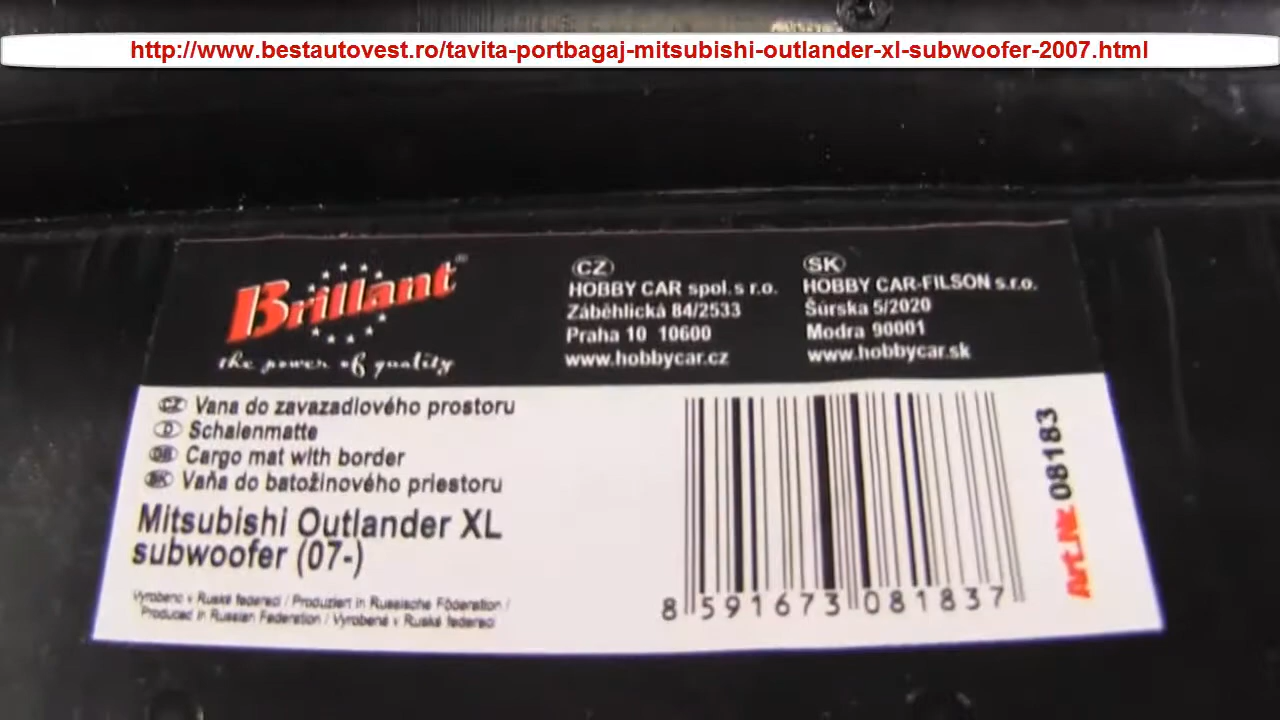 http://www.bestautovest.ro/tavita-portbagaj-mitsubishi-outlander-xl-subwoofer-2007.html
Brillant
the power of quality
CZ
HOBBY CAR spol. s r.o.
Záběhlická 84/2533
Praha 10 10600
www.hobbycar.cz
SK
HOBBY CAR-FILSON s.r.o.
Šúrska 5/2020
Modra 90001
www.hobbycar.sk
CZ Vana do zavazadlového prostoru
D Schalenmatte
GB Cargo mat with border
SK Vaňa do batožinového priestoru
Mitsubishi Outlander XL
subwoofer (07-)
Vyrobeno v Ruské federaci / Produziert in Russische Föderation /
Produced in Russian Federation / Vyrobené v Ruské federaci
8 591673 081837
Art.Nr. 08183